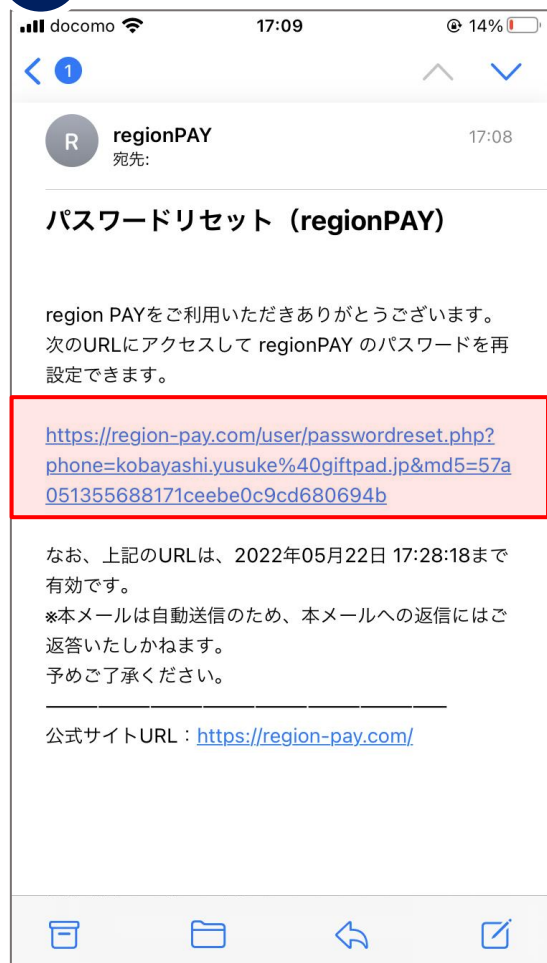 docomo 17:09 14%
1
R regionPAY 17:08
宛先:
パスワードリセット（regionPAY）
region PAYをご利用いただきありがとうございます。
次のURLにアクセスして regionPAY のパスワードを再
設定できます。
https://region-pay.com/user/passwordreset.php?
phone=kobayashi.yusuke%40giftpad.jp&md5=57a
051355688171ceebe0c9cd680694b
なお、上記のURLは、2022年05月22日 17:28:18まで
有効です。
※本メールは自動送信のため、本メールへの返信にはご
返答いたしかねます。
予めご了承ください。
公式サイトURL：https://region-pay.com/